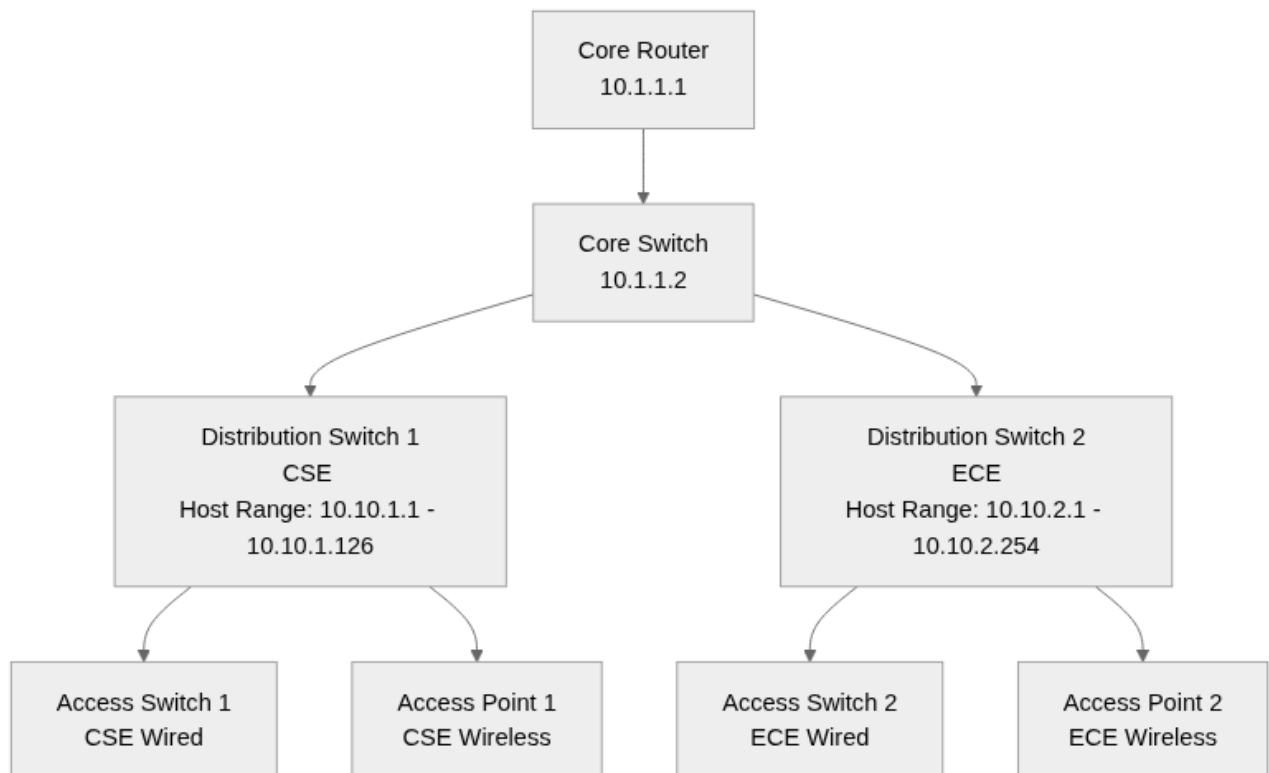 Core Router
10.1.1.1
Core Switch
10.1.1.2
Distribution Switch 1
CSE
Host Range: 10.10.1.1 -
10.10.1.126
Distribution Switch 2
ECE
Host Range: 10.10.2.1 -
10.10.2.254
Access Switch 1
CSE Wired
Access Point 1
CSE Wireless
Access Switch 2
ECE Wired
Access Point 2
ECE Wireless